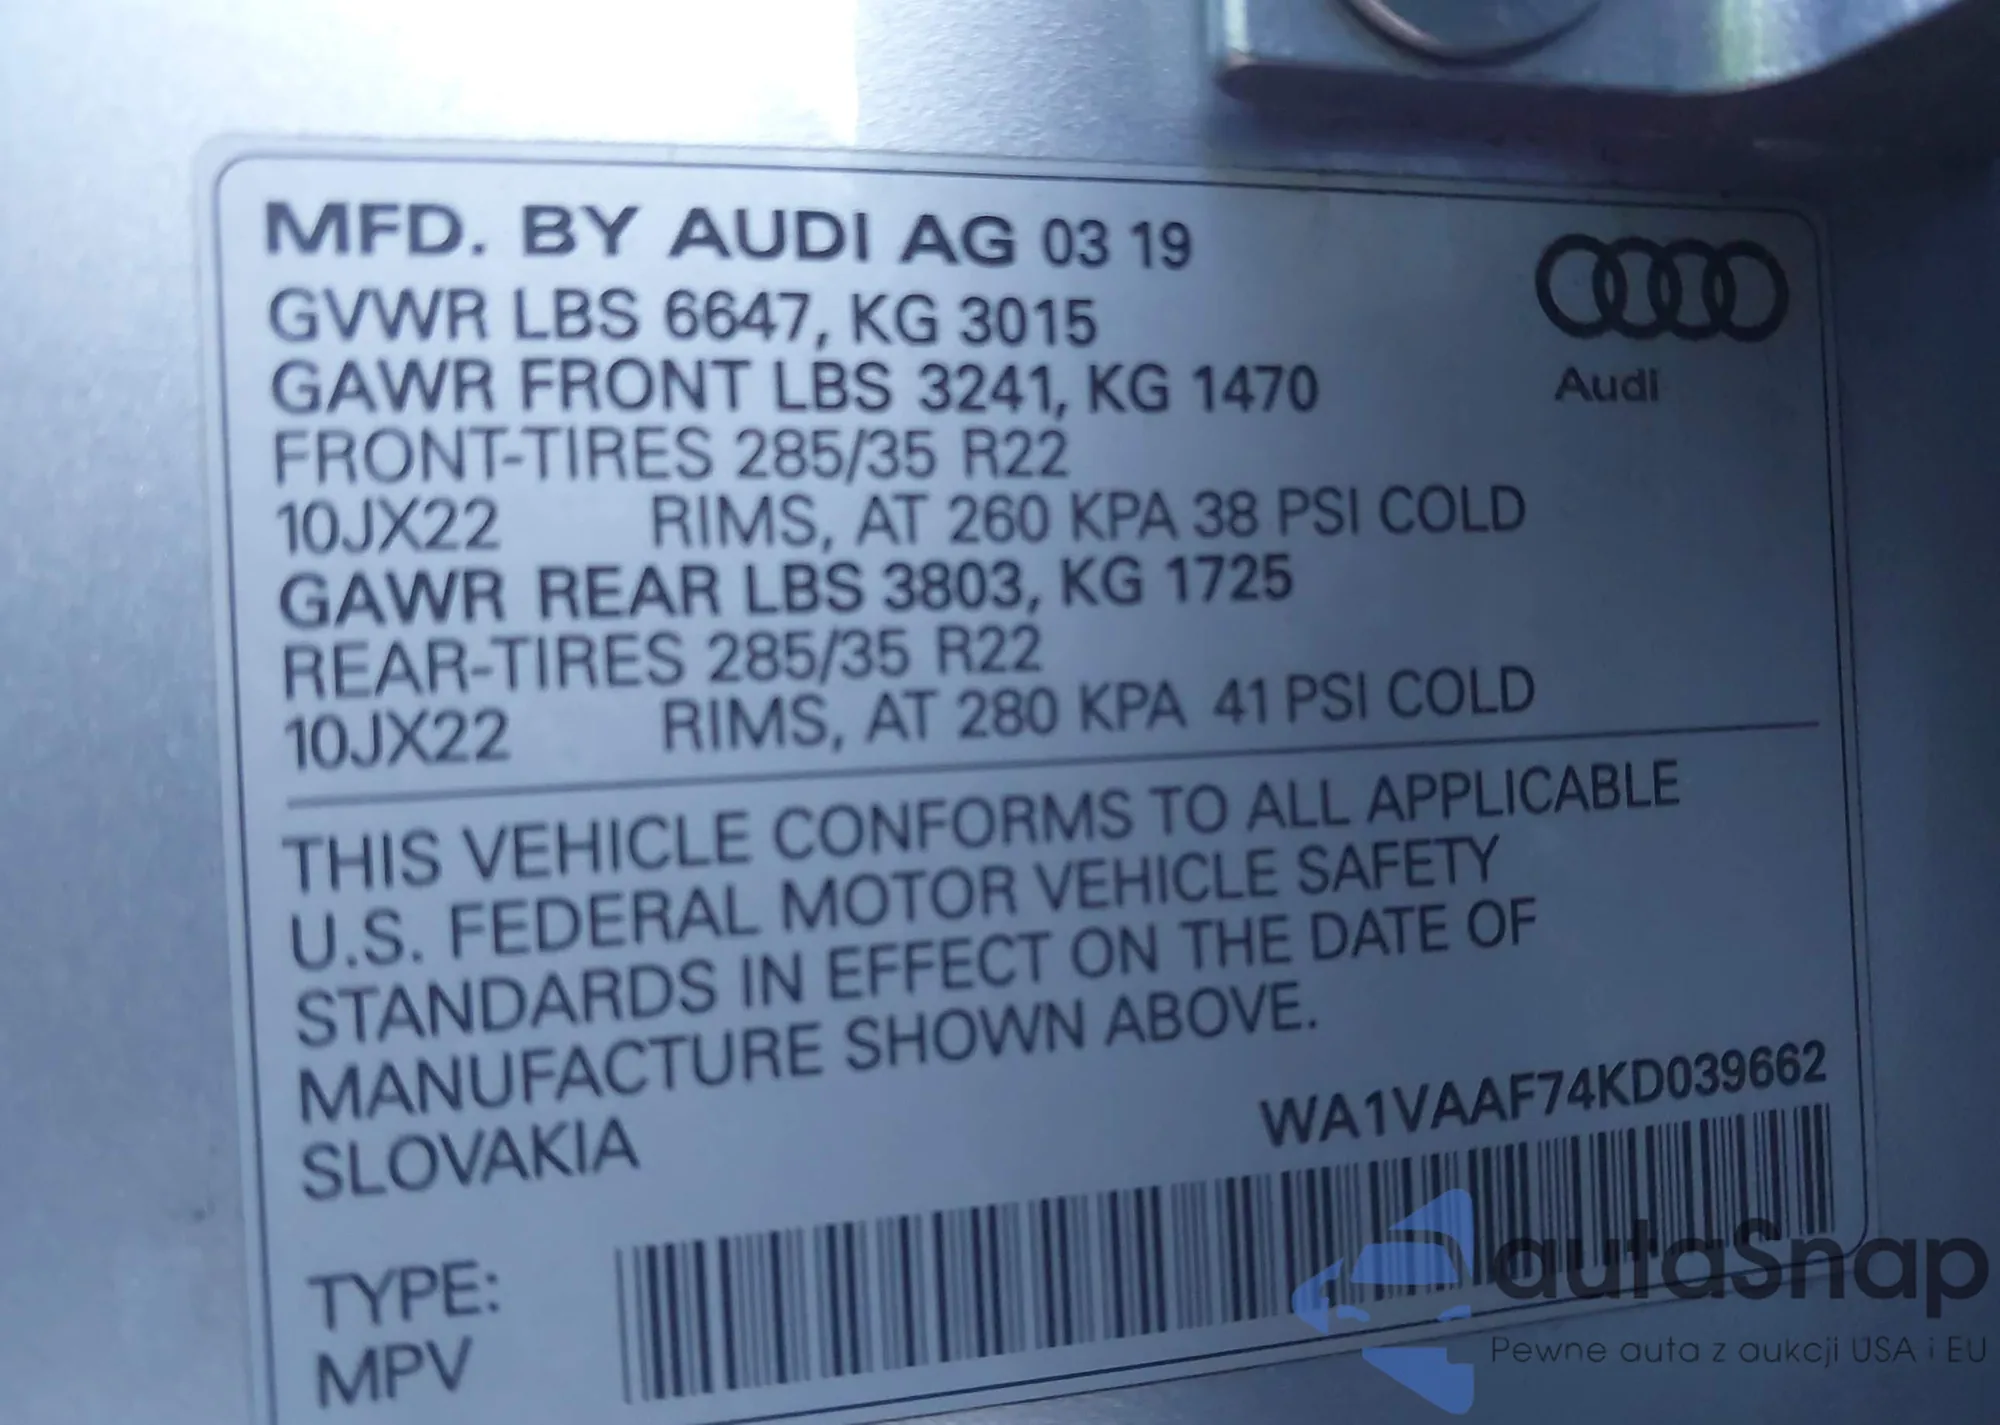 MFD. BY AUDI AG 03 19
GVWR LBS 6647, KG 3015
GAWR FRONT LBS 3241, KG 1470
FRONT-TIRES 285/35 R22
10JX22 RIMS, AT 260 KPA 38 PSI COLD
GAWR REAR LBS 3803, KG 1725
REAR-TIRES 285/35 R22
10JX22 RIMS, AT 280 KPA 41 PSI COLD
Audi
THIS VEHICLE CONFORMS TO ALL APPLICABLE
U.S. FEDERAL MOTOR VEHICLE SAFETY
STANDARDS IN EFFECT ON THE DATE OF
MANUFACTURE SHOWN ABOVE.
SLOVAKIA
WA1VAAF74KD039662
TYPE:
MPV
autaSnap
Pewne auta z aukcji USA i EU